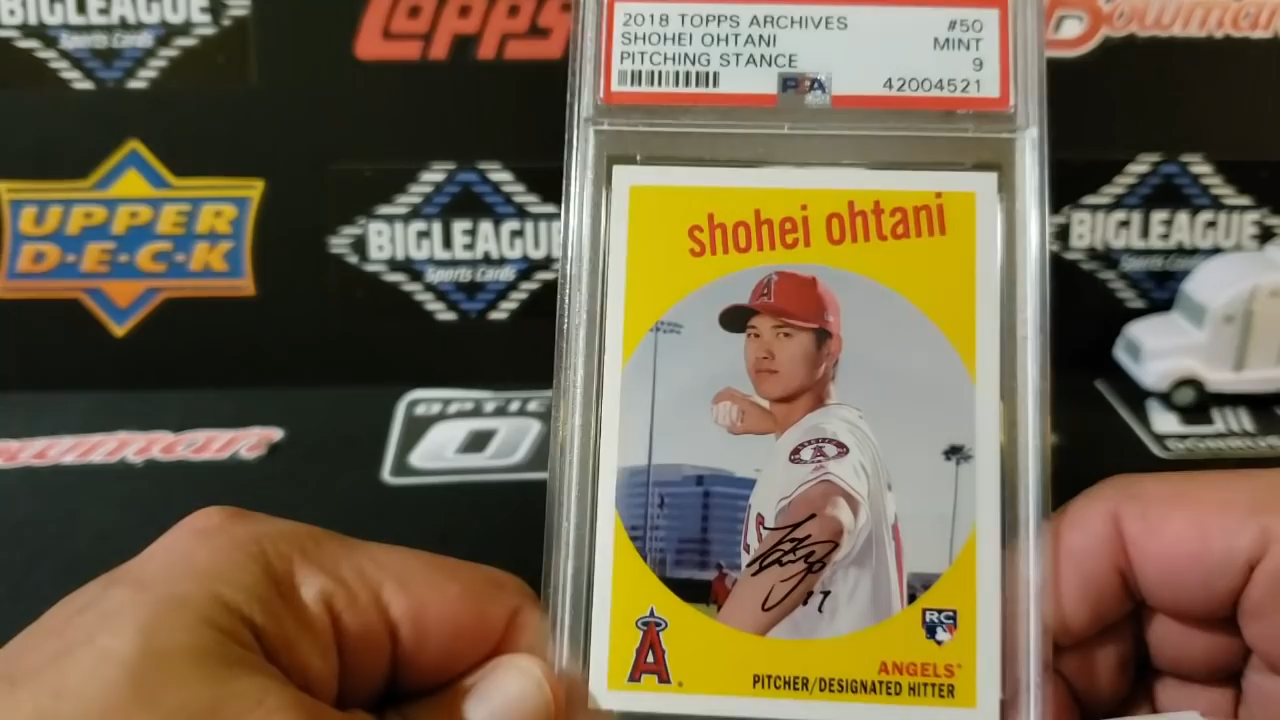 BIGLEAGUE
Sports Cards
TOPPS
Bowman
2018 TOPPS ARCHIVES #50
SHOHEI OHTANI MINT
PITCHING STANCE 9
PSA 42004521
UPPER
D·E·C·K
BIGLEAGUE
Sports Cards
BIGLEAGUE
Sports Cards
shohei ohtani
A
A
Bowman
OPTIC
O
17
A
RC
ANGELS
PITCHER/DESIGNATED HITTER